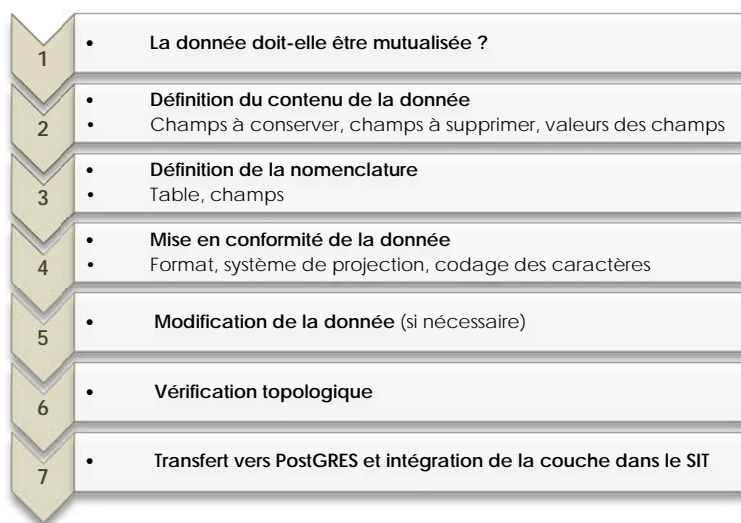 1
• La donnée doit-elle être mutualisée ?
2
• Définition du contenu de la donnée
• Champs à conserver, champs à supprimer, valeurs des champs
3
• Définition de la nomenclature
• Table, champs
4
• Mise en conformité de la donnée
• Format, système de projection, codage des caractères
5
• Modification de la donnée (si nécessaire)
6
• Vérification topologique
7
• Transfert vers PostGRES et intégration de la couche dans le SIT